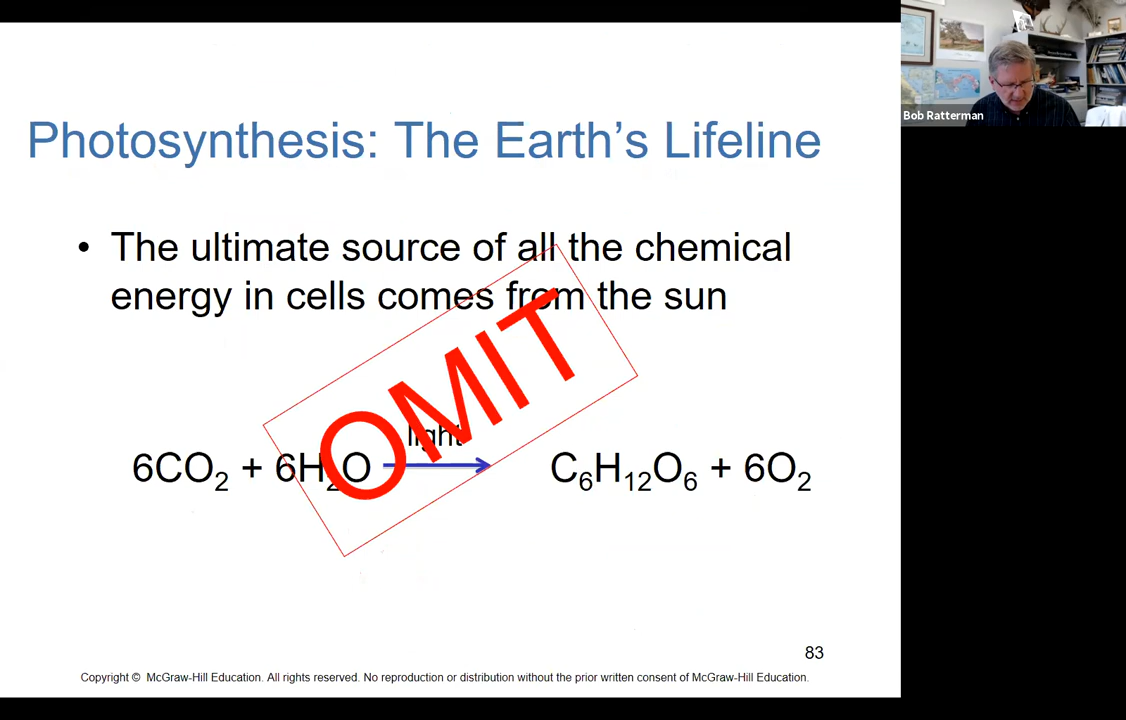 Photosynthesis: The Earth's Lifeline
• The ultimate source of all the chemical
energy in cells comes from the sun
OMIT
light
6CO₂ + 6H₂O
C₆H₁₂O₆ + 6O₂
83
Copyright © McGraw-Hill Education. All rights reserved. No reproduction or distribution without the prior written consent of McGraw-Hill Education.
Bob Ratterman